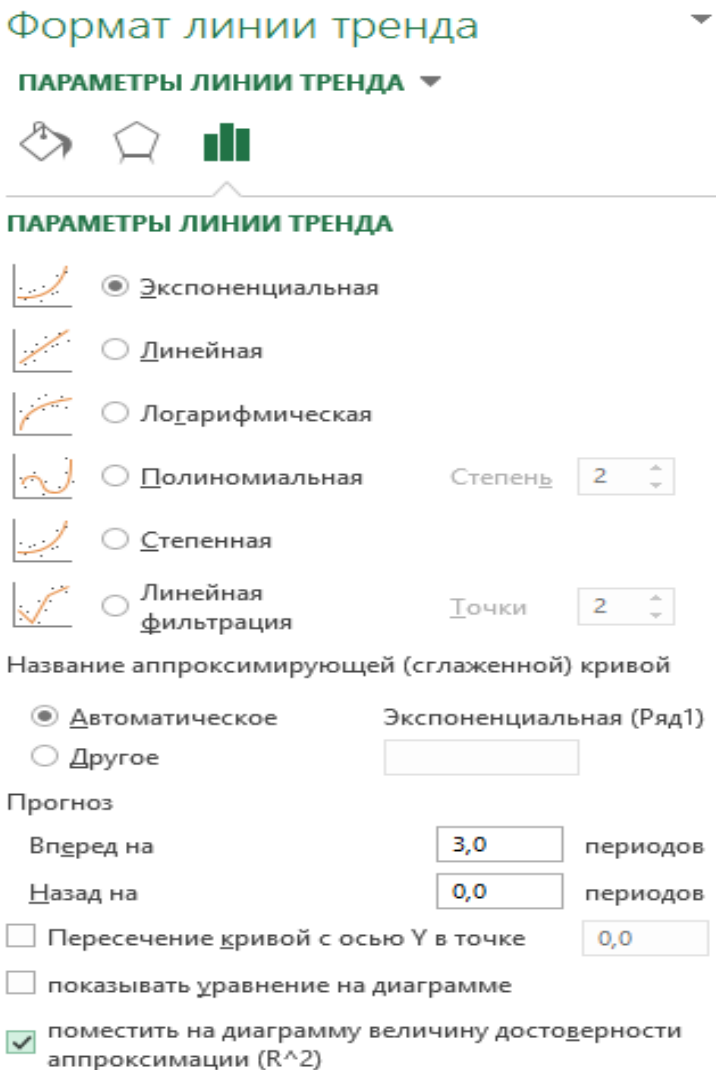 Формат линии тренда
ПАРАМЕТРЫ ЛИНИИ ТРЕНДА
ПАРАМЕТРЫ ЛИНИИ ТРЕНДА
Экспоненциальная
Линейная
Логарифмическая
Полиномиальная Степень 2
Степенная
Линейная
фильтрация Точки 2
Название аппроксимирующей (сглаженной) кривой
Автоматическое Экспоненциальная (Ряд1)
Другое
Прогноз
Вперед на 3,0 периодов
Назад на 0,0 периодов
Пересечение кривой с осью Y в точке 0,0
показывать уравнение на диаграмме
поместить на диаграмму величину достоверности
аппроксимации (R^2)